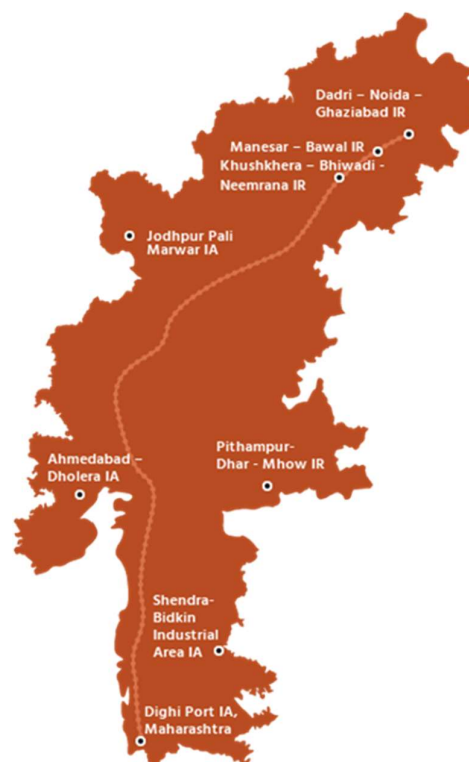 Dadri – Noida –
Ghaziabad IR
Manesar – Bawal IR
Khushkhera – Bhiwadi -
Neemrana IR
Jodhpur Pali
Marwar IA
Pithampur-
Dhar - Mhow IR
Ahmedabad –
Dholera IA
Shendra-
Bidkin
Industrial
Area IA
Dighi Port IA,
Maharashtra